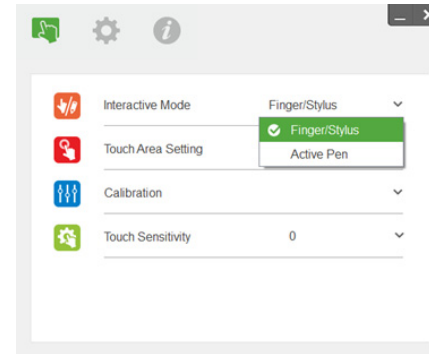 Interactive Mode Finger/Stylus
Finger/Stylus
Touch Area Setting
Active Pen
Calibration
Touch Sensitivity 0